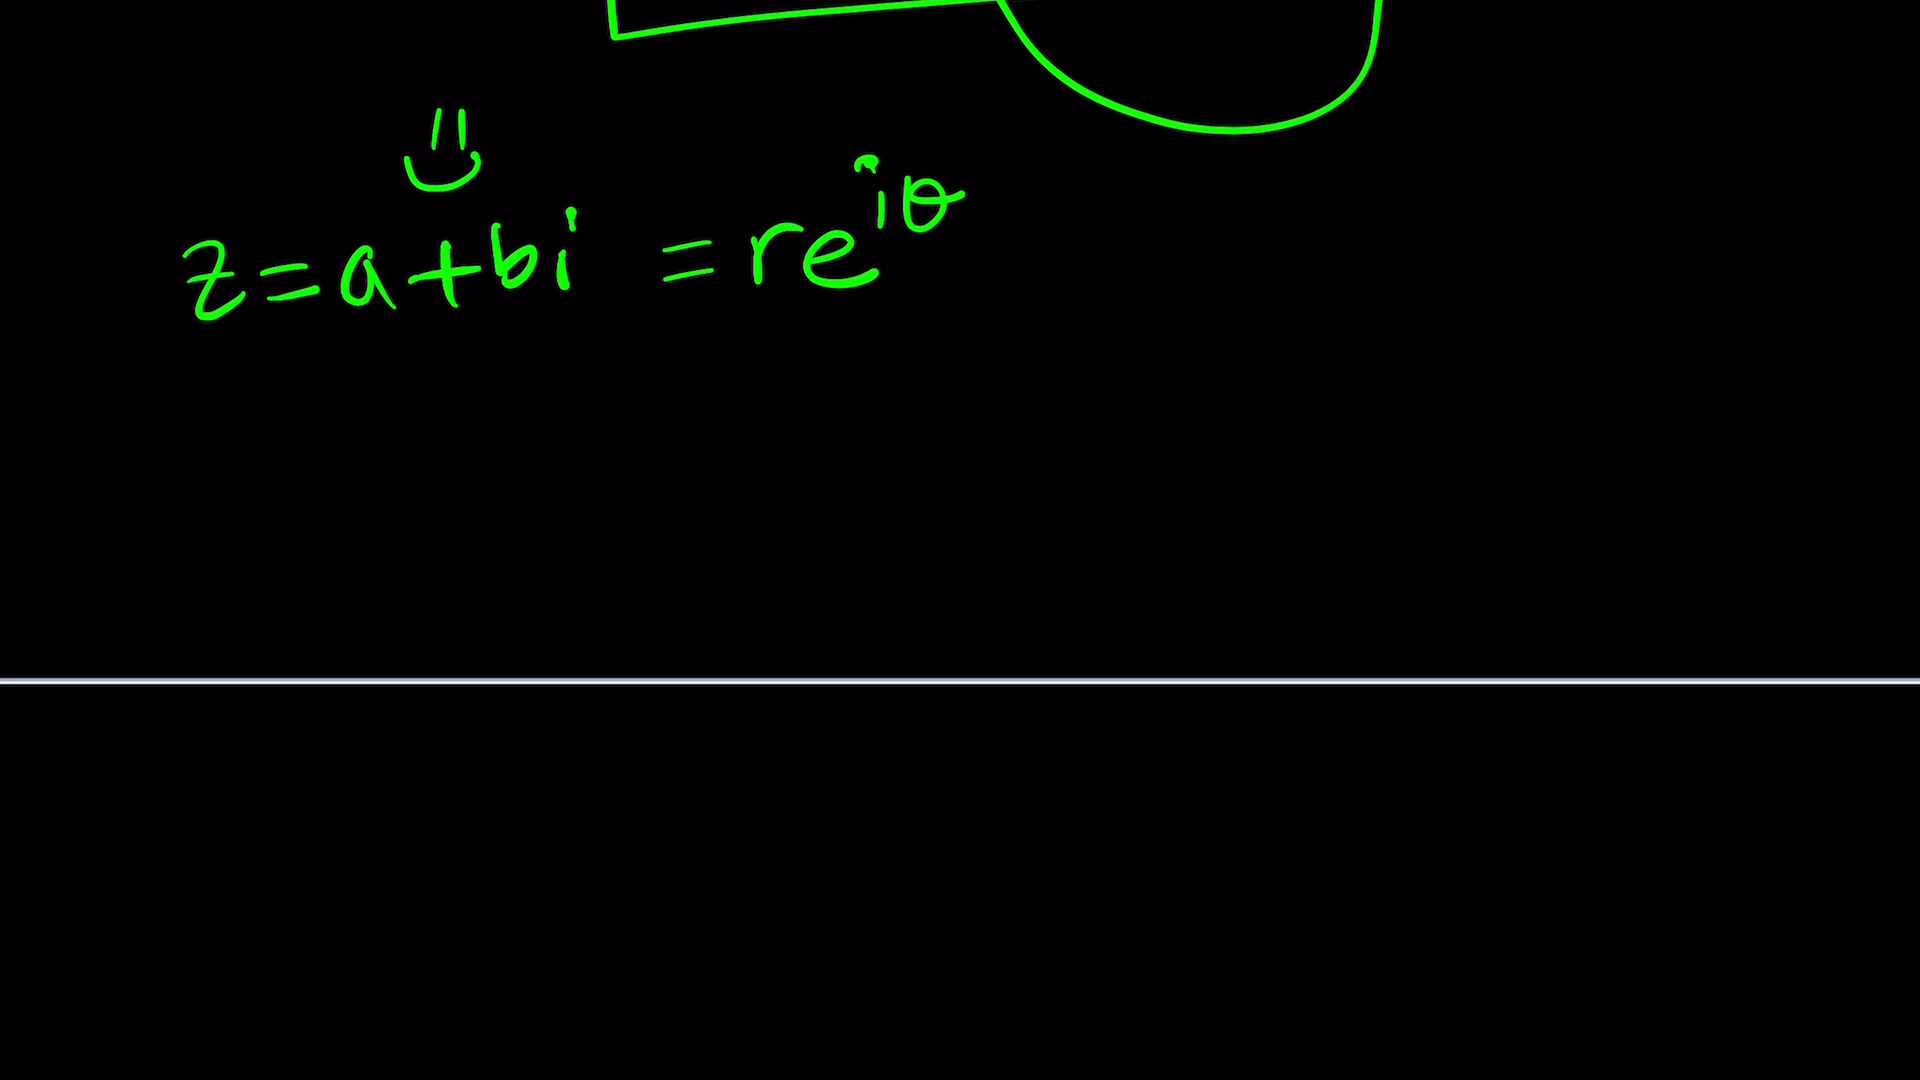 z = a + bi = re^{iθ}